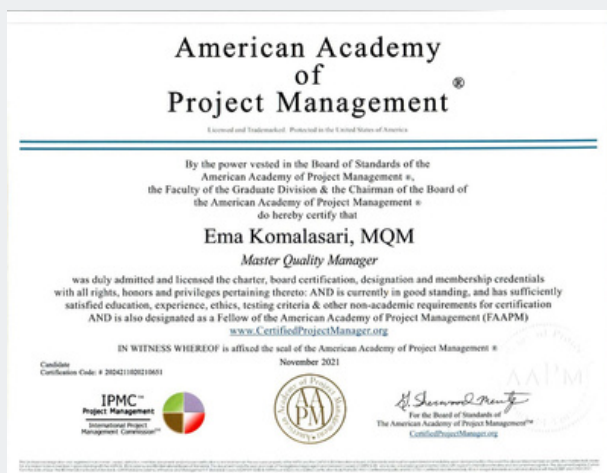 American Academy
of
Project Management ®
Licensed and Trademarked. Protected in the United States of America
By the power vested in the Board of Standards of the
American Academy of Project Management ®,
the Faculty of the Graduate Division & the Chairman of the Board of
the American Academy of Project Management ®
do hereby certify that
Ema Komalasari, MQM
Master Quality Manager
was duly admitted and licensed the charter, board certification, designation and membership credentials
with all rights, honors and privileges pertaining thereto: AND is currently in good standing, and has sufficiently
satisfied education, experience, ethics, testing criteria & other non-academic requirements for certification
AND is also designated as a Fellow of the American Academy of Project Management (FAAPM)
www.CertifiedProjectManager.org
IN WITNESS WHEREOF is affixed the seal of the American Academy of Project Management ®
November 2021
Candidate
Certification Code: # 2024211020210651
IPMC™
Project Management
International Project
Management Commission™
AA
PM
AAPM
For the Board of Standards of
The American Academy of Project Management™
CertifiedProjectManager.org